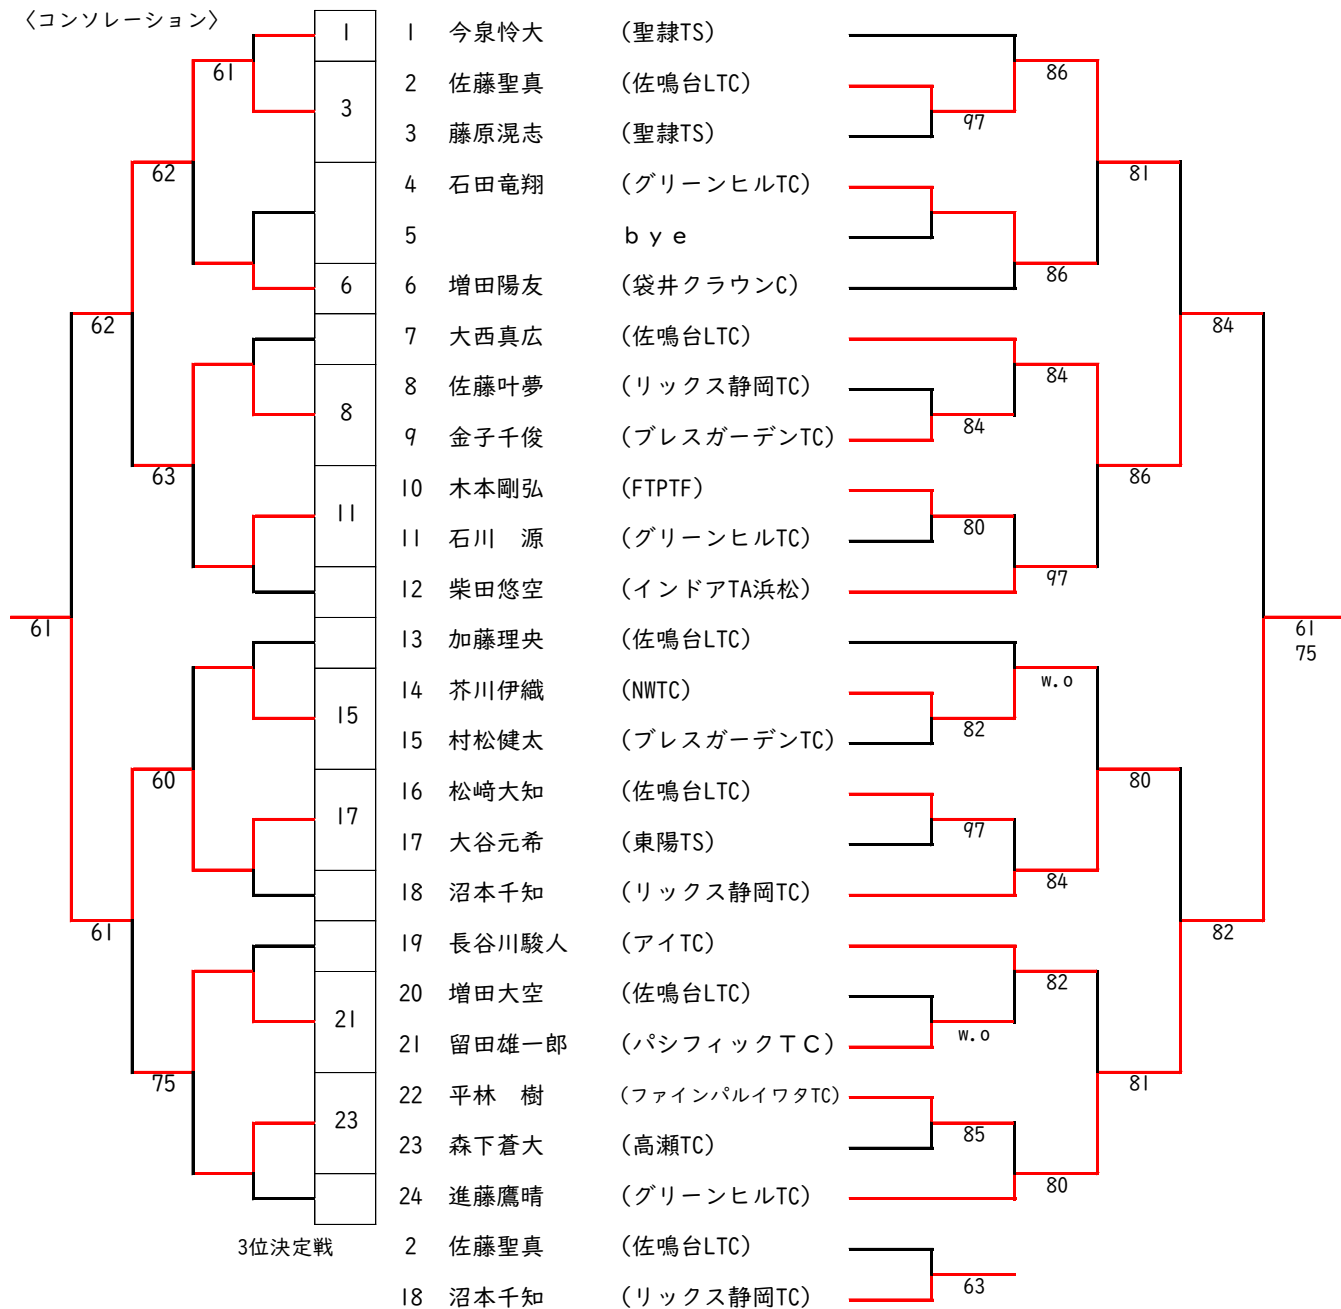 〈コンソレーション〉
1 1 今泉怜大 (聖隷TS)
61 86
2 佐藤聖真 (佐鳴台LTC)
3 97
3 藤原滉志 (聖隷TS)
62 81
4 石田竜翔 (グリーンヒルTC)
5 ｂｙｅ
86
6 6 増田陽友 (袋井クラウンC)
62 84
7 大西真広 (佐鳴台LTC)
84
8 佐藤叶夢 (リックス静岡TC)
8 84
9 金子千俊 (ブレスガーデンTC)
63 86
10 木本剛弘 (FTPTF)
11 80
11 石川　源 (グリーンヒルTC)
97
12 柴田悠空 (インドアTA浜松)
61 61
13 加藤理央 (佐鳴台LTC)
75
w.o
14 芥川伊織 (NWTC)
15 82
15 村松健太 (ブレスガーデンTC)
60 80
16 松﨑大知 (佐鳴台LTC)
17 97
17 大谷元希 (東陽TS)
84
18 沼本千知 (リックス静岡TC)
61 82
19 長谷川駿人 (アイTC)
82
20 増田大空 (佐鳴台LTC)
21 w.o
21 留田雄一郎 (パシフィックＴＣ)
75 81
22 平林　樹 (ファインパルイワタTC)
23 85
23 森下蒼大 (高瀬TC)
80
24 進藤鷹晴 (グリーンヒルTC)
3位決定戦 2 佐藤聖真 (佐鳴台LTC)
63
18 沼本千知 (リックス静岡TC)